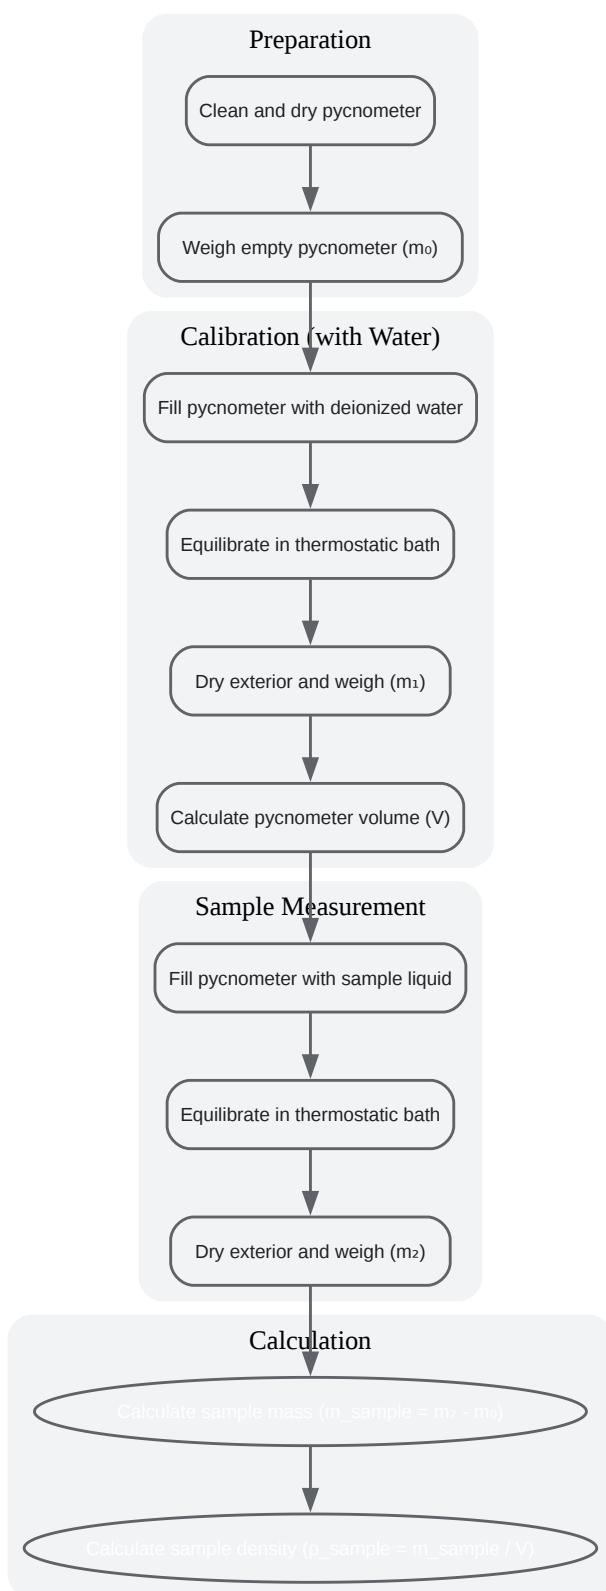 Preparation
Clean and dry pycnometer
Weigh empty pycnometer (m₀)
Calibration (with Water)
Fill pycnometer with deionized water
Equilibrate in thermostatic bath
Dry exterior and weigh (m₁)
Calculate pycnometer volume (V)
Sample Measurement
Fill pycnometer with sample liquid
Equilibrate in thermostatic bath
Dry exterior and weigh (m₂)
Calculation
Calculate sample mass (m_sample = m₂ - m₀)
Calculate sample density (ρ_sample = m_sample / V)